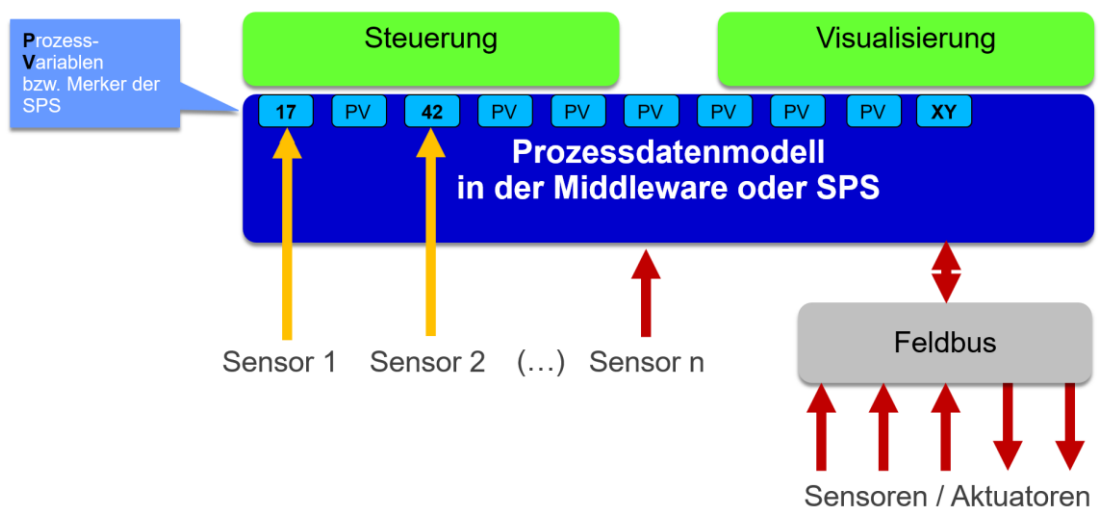 Prozess-
Variablen
bzw. Merker der
SPS
Steuerung
Visualisierung
17 PV 42 PV PV PV PV PV PV XY
Prozessdatenmodell
in der Middleware oder SPS
Feldbus
Sensor 1 Sensor 2 (...) Sensor n
Sensoren / Aktuatoren